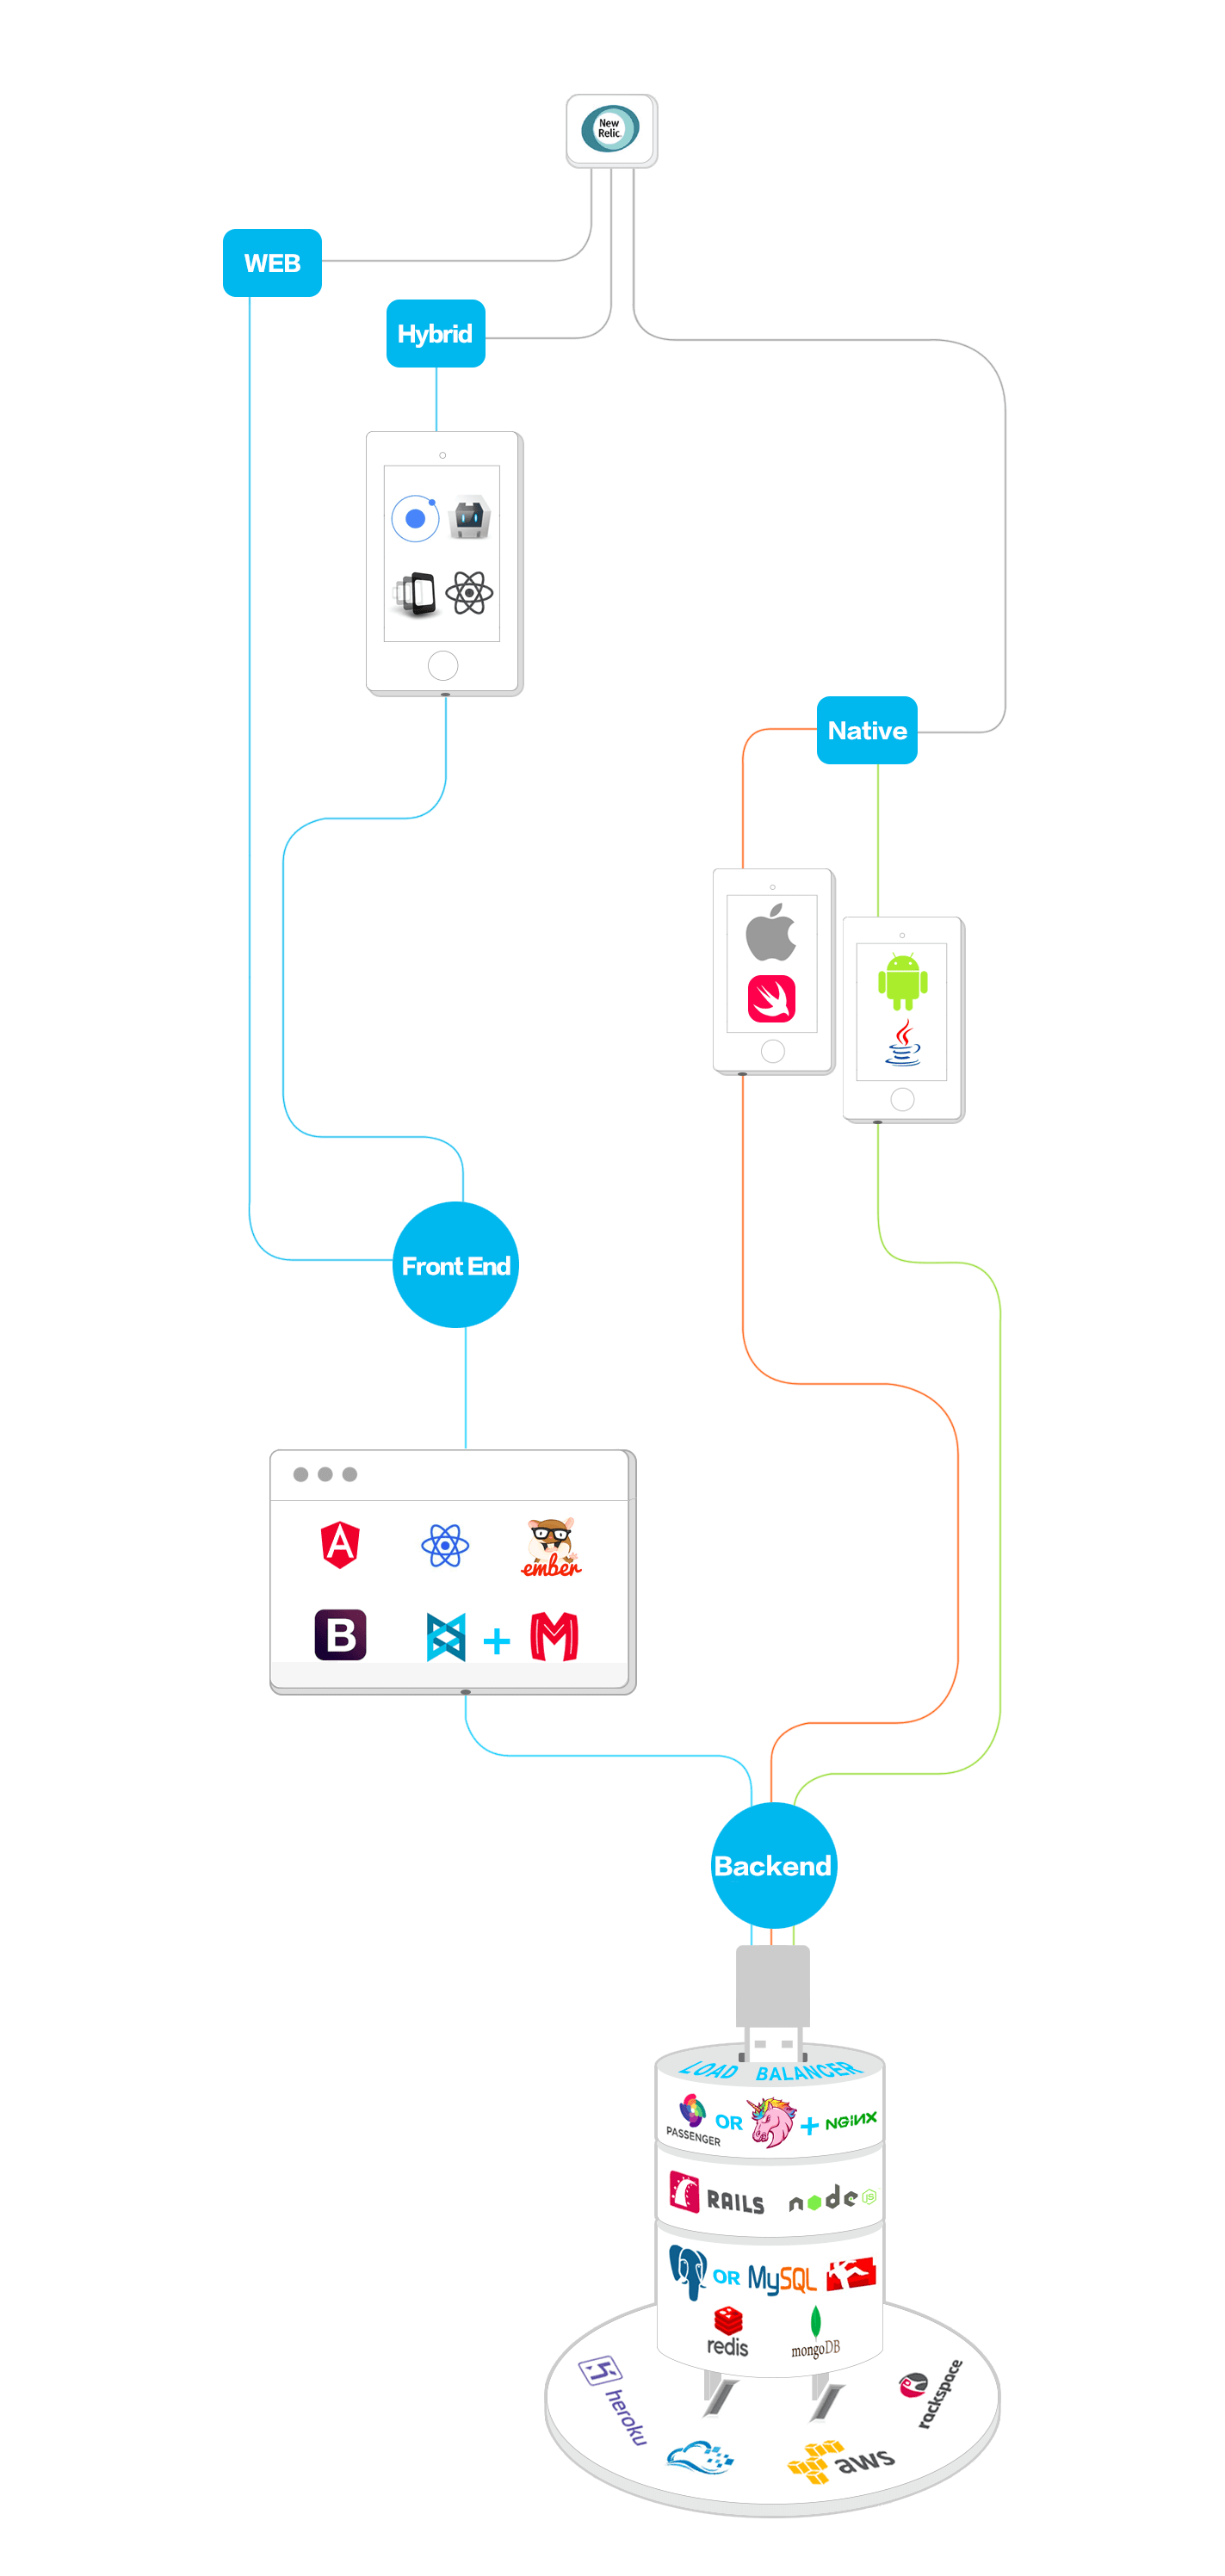 New
Relic.
WEB
Hybrid
Native
Front End
A
ember
B
+
M
Backend
LOAD BALANCER
PASSENGER
OR
+
NGINX
RAILS
node
JS
OR
MySQL
redis
mongoDB
heroku
rackspace
aws